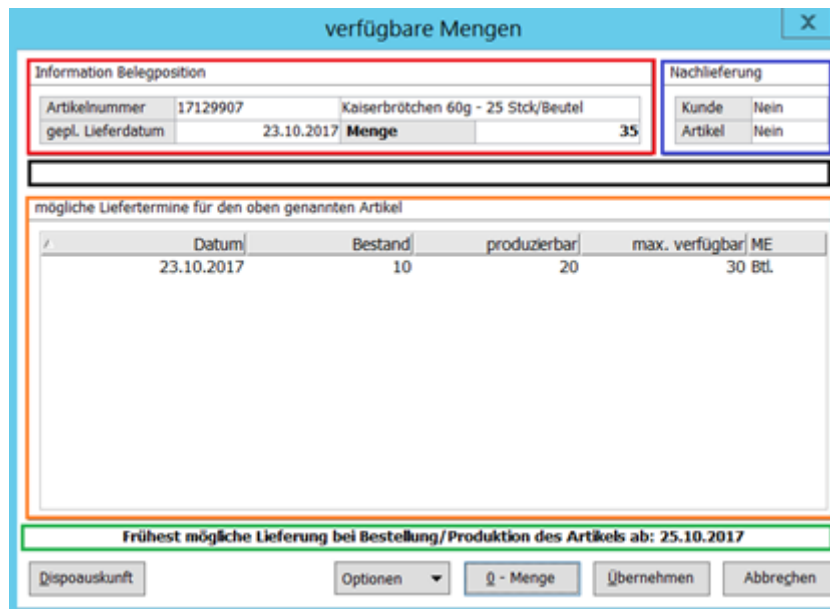 verfügbare Mengen
X
Information Belegposition
Artikelnummer 17129907 Kaiserbrötchen 60g - 25 Stck/Beutel
gepl. Lieferdatum 23.10.2017 Menge 35
Nachlieferung
Kunde Nein
Artikel Nein
mögliche Liefertermine für den oben genannten Artikel
Datum Bestand produzierbar max. verfügbar ME
23.10.2017 10 20 30 Btl.
Frühest mögliche Lieferung bei Bestellung/Produktion des Artikels ab: 25.10.2017
Dispoauskunft Optionen 0 - Menge Übernehmen Abbrechen